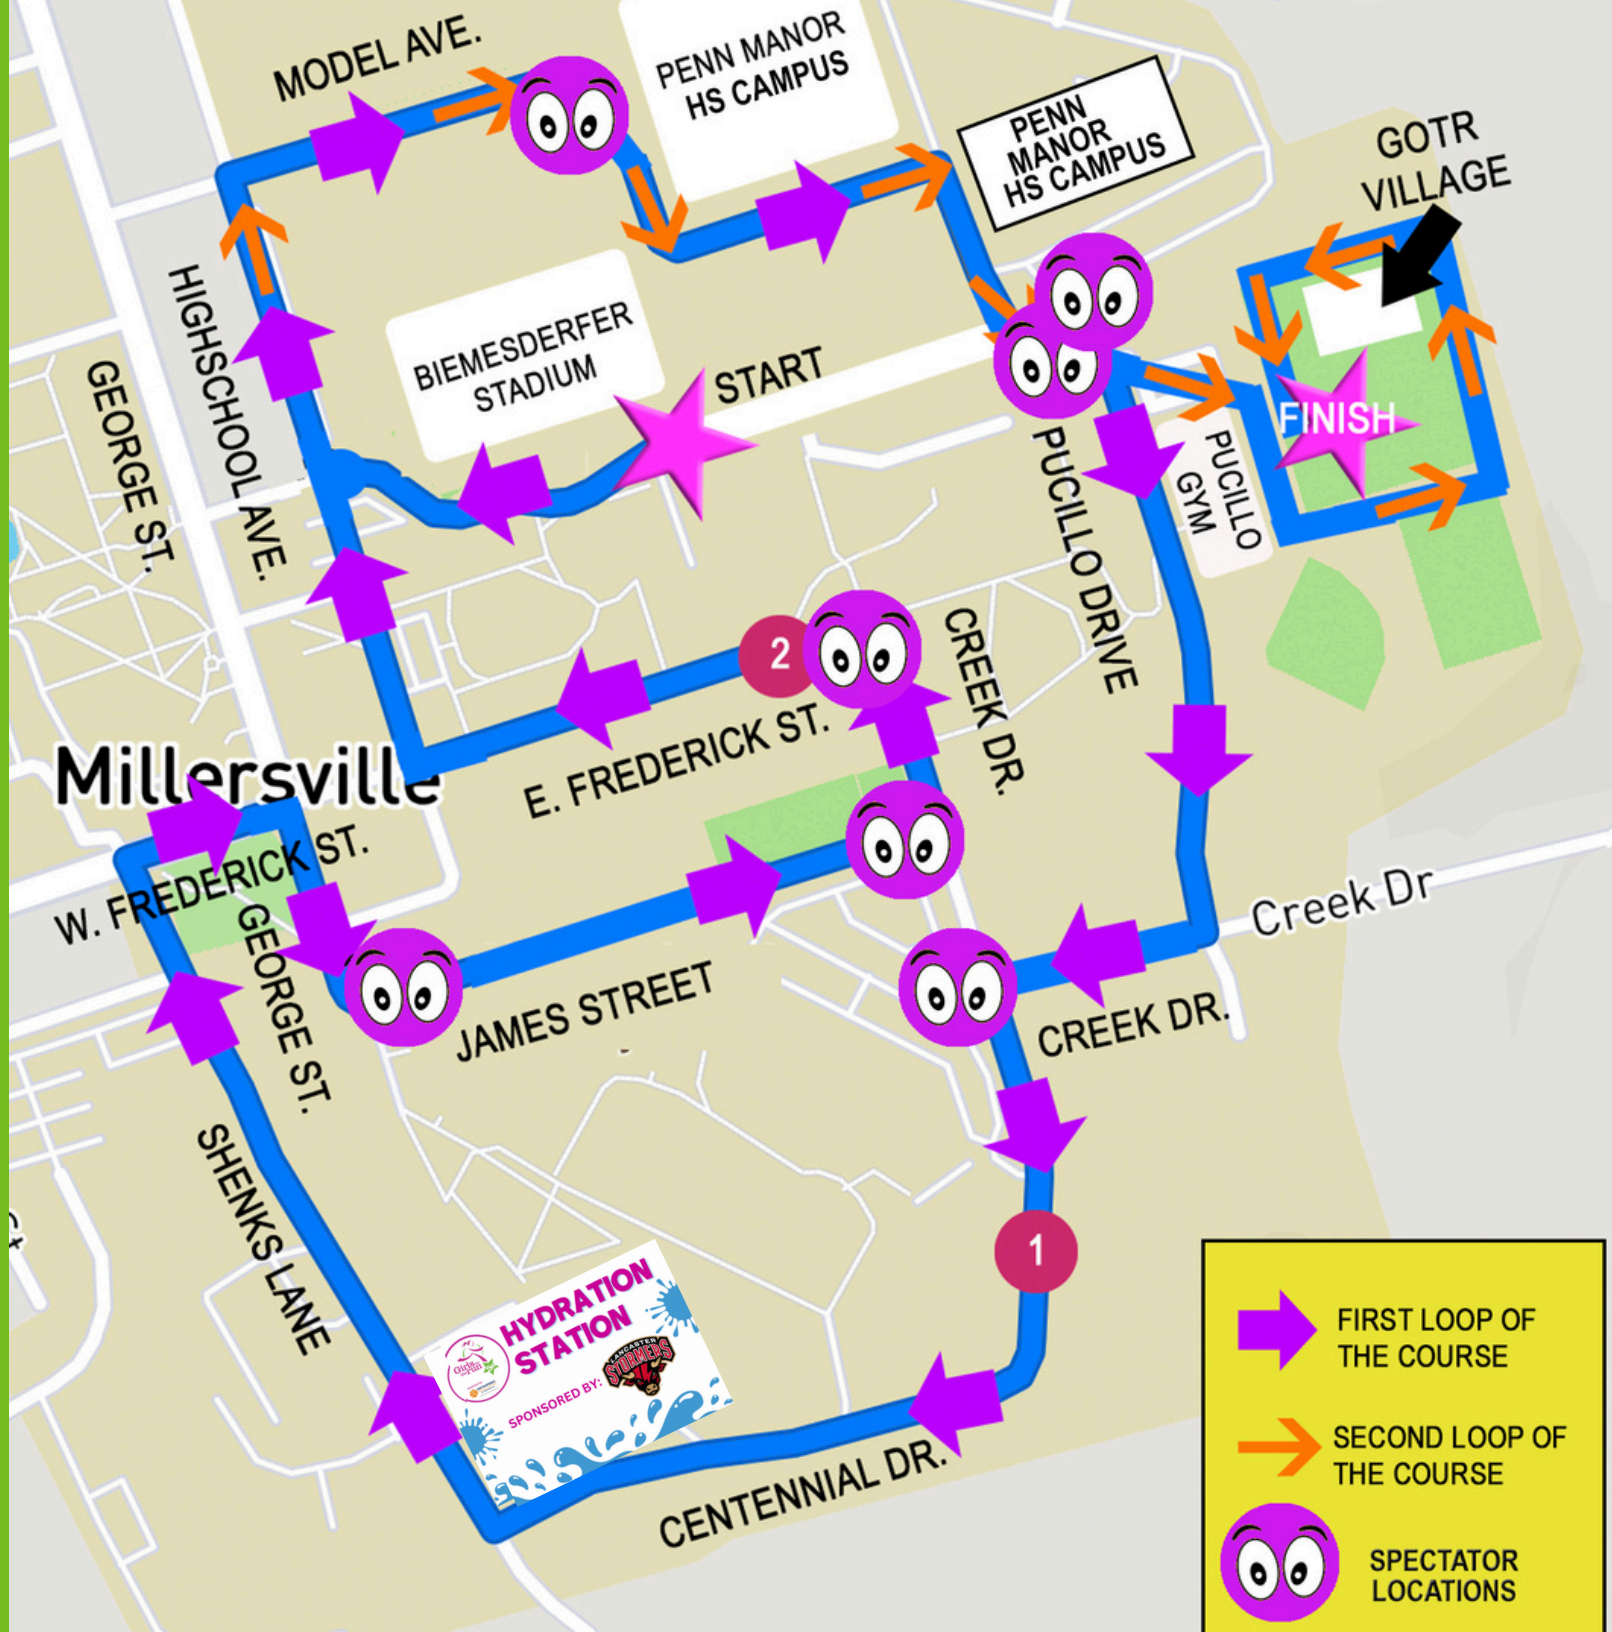 MODEL AVE.
PENN MANOR
HS CAMPUS
PENN
MANOR
HS CAMPUS
GOTR
VILLAGE
HIGHSCHOOL AVE.
GEORGE ST.
BIEMESDERFER
STADIUM
START
FINISH
PUCILLO
GYM
PUCILLO DRIVE
2
CREEK DR.
E. FREDERICK ST.
Millersville
W. FREDERICK ST.
GEORGE ST.
JAMES STREET
Creek Dr
CREEK DR.
SHENKS LANE
1
HYDRATION
STATION
SPONSORED BY:
LANCASTER
STORMERS
CENTENNIAL DR.
FIRST LOOP OF
THE COURSE
SECOND LOOP OF
THE COURSE
SPECTATOR
LOCATIONS